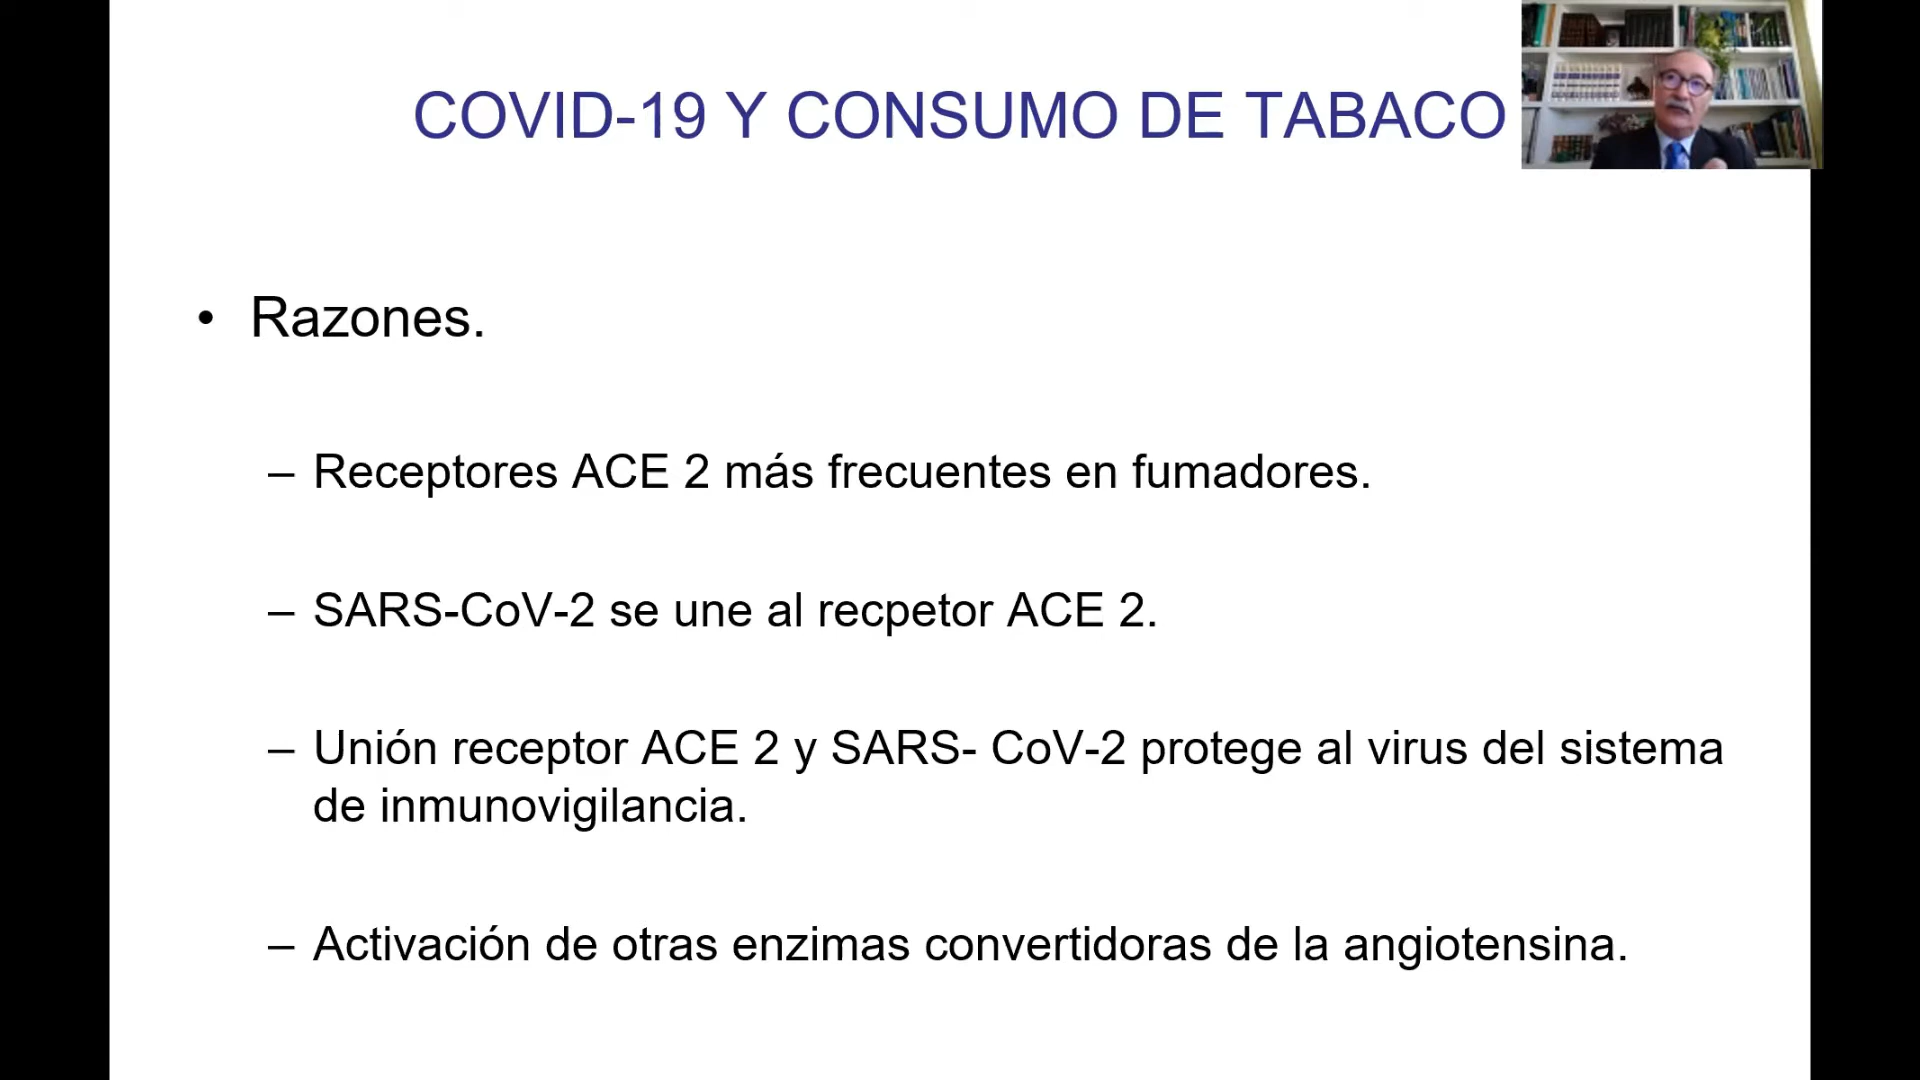 COVID-19 Y CONSUMO DE TABACO
• Razones.
– Receptores ACE 2 más frecuentes en fumadores.
– SARS-CoV-2 se une al recpetor ACE 2.
– Unión receptor ACE 2 y SARS- CoV-2 protege al virus del sistema
de inmunovigilancia.
– Activación de otras enzimas convertidoras de la angiotensina.